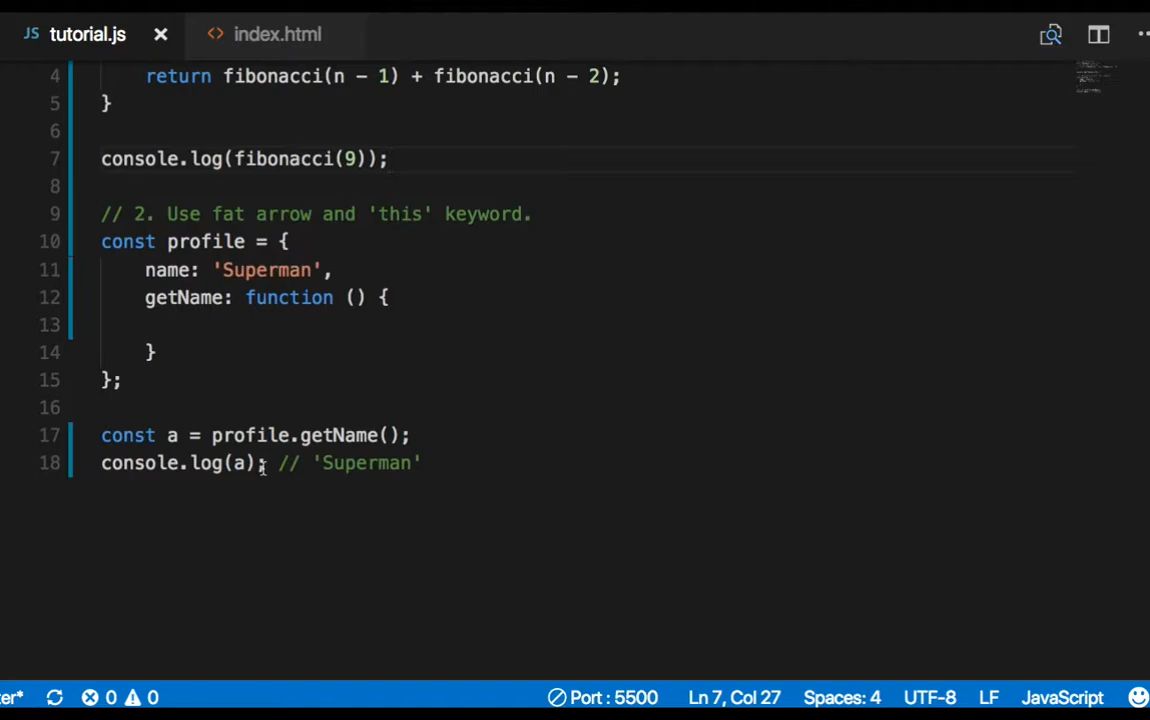 JS tutorial.js × <> index.html
4 return fibonacci(n - 1) + fibonacci(n - 2);
5 }
6
7 console.log(fibonacci(9));
8
9 // 2. Use fat arrow and 'this' keyword.
10 const profile = {
11 name: 'Superman',
12 getName: function () {
13
14 }
15 };
16
17 const a = profile.getName();
18 console.log(a); // 'Superman'
ter* 0 0 Port : 5500 Ln 7, Col 27 Spaces: 4 UTF-8 LF JavaScript